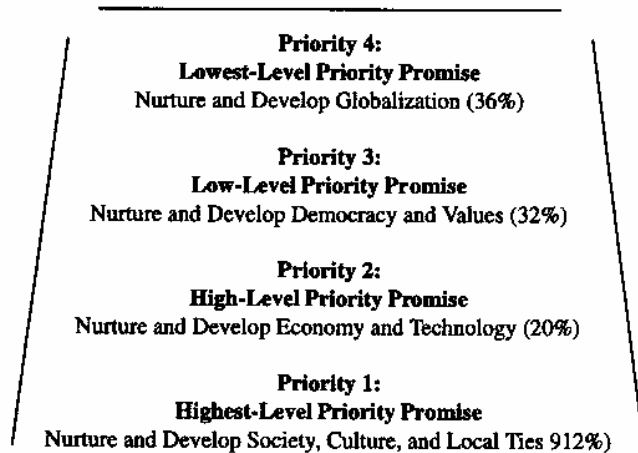 Priority 4:
Lowest-Level Priority Promise
Nurture and Develop Globalization (36%)
Priority 3:
Low-Level Priority Promise
Nurture and Develop Democracy and Values (32%)
Priority 2:
High-Level Priority Promise
Nurture and Develop Economy and Technology (20%)
Priority 1:
Highest-Level Priority Promise
Nurture and Develop Society, Culture, and Local Ties 912%)